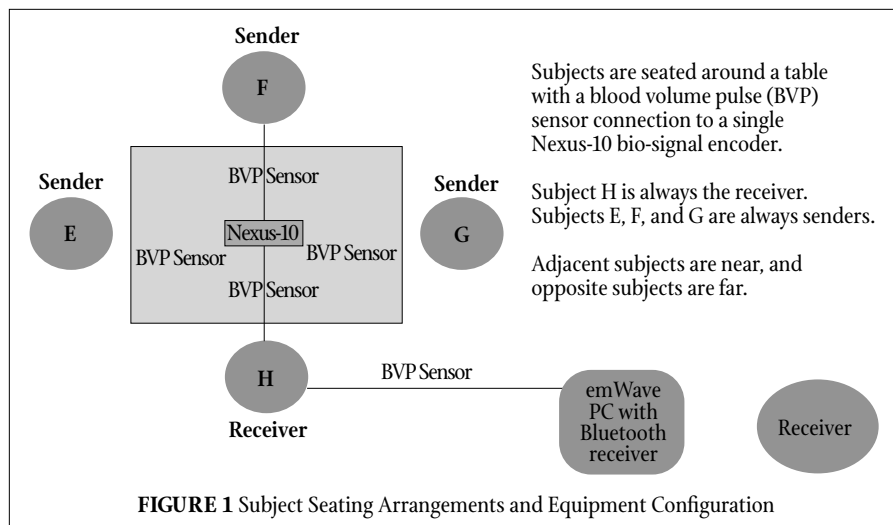 Sender
F
Subjects are seated around a table
with a blood volume pulse (BVP)
sensor connection to a single
Nexus-10 bio-signal encoder.
Subject H is always the receiver.
Subjects E, F, and G are always senders.
Adjacent subjects are near, and
opposite subjects are far.
BVP Sensor
Sender
E
Sender
G
Nexus-10
BVP Sensor
BVP Sensor
BVP Sensor
H
Receiver
BVP Sensor
emWave
PC with
Bluetooth
receiver
Receiver
FIGURE 1 Subject Seating Arrangements and Equipment Configuration